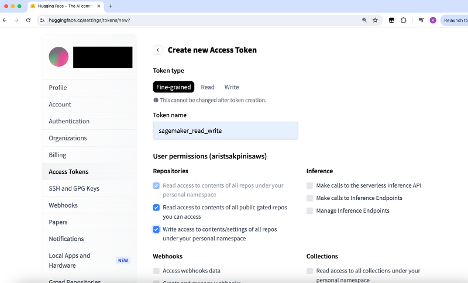 Hugging Face – The AI comm
huggingface.co/settings/tokens/new?
Relaunch to
Create new Access Token
Token type
Fine-grained Read Write
This cannot be changed after token creation.
Token name
sagemaker_read_write
User permissions (aristsakpinisaws)
Repositories
Read access to contents of all repos under your
personal namespace
Read access to contents of all public gated repos
you can access
Write access to contents/settings of all repos
under your personal namespace
Inference
Make calls to the serverless Inference API
Make calls to Inference Endpoints
Manage Inference Endpoints
Webhooks
Access webhooks data
Create and manage webhooks
Collections
Read access to all collections under your
personal namespace
Profile
Account
Authentication
Organizations
Billing
Access Tokens
SSH and GPG Keys
Webhooks
Papers
Notifications
Local Apps and
Hardware
NEW
Gated Repositories